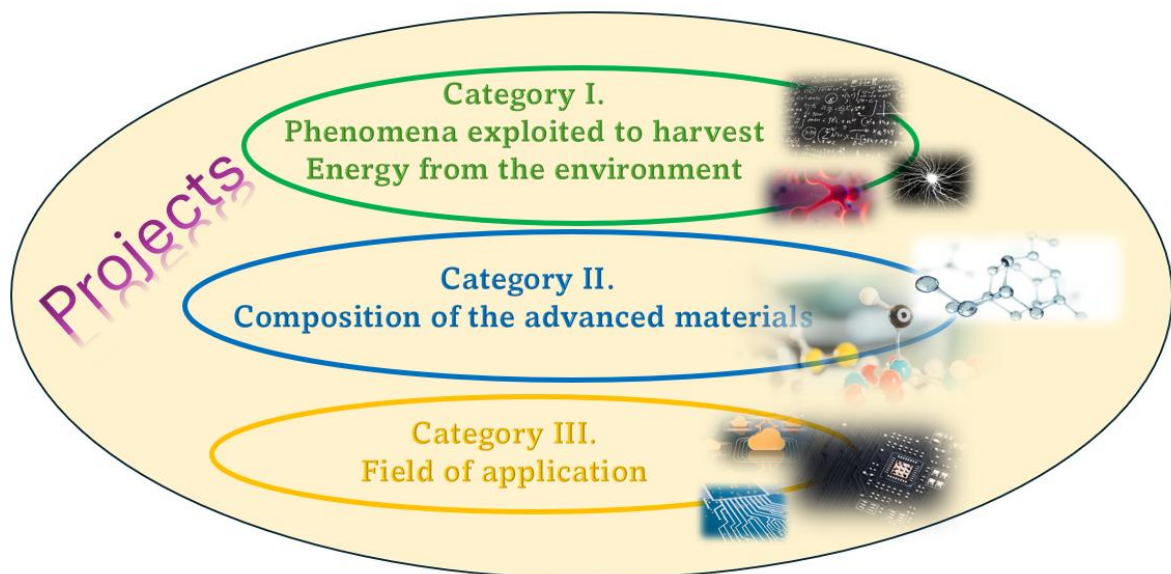 Projects
Category I.
Phenomena exploited to harvest
Energy from the environment
Category II.
Composition of the advanced materials
Category III.
Field of application